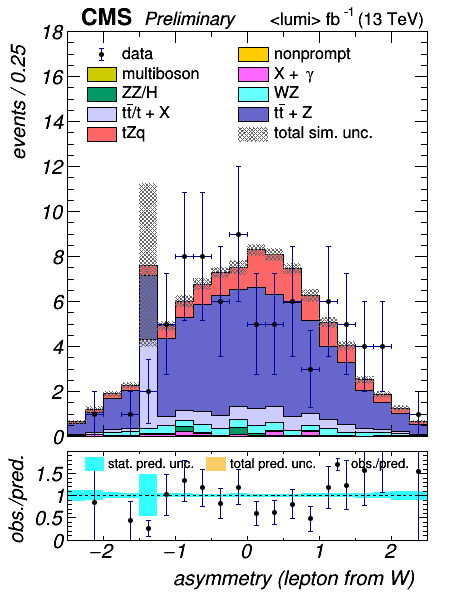 CMS Preliminary <lumi> fb⁻¹ (13 TeV)
events / 0.25
18
16
14
12
10
8
6
4
2
0
data
nonprompt
multiboson
X + γ
ZZ/H
WZ
tt̄/t + X
tt̄ + Z
tZq
total sim. unc.
obs./pred.
1.5
1
0.5
0
stat. pred. unc.
total pred. unc.
obs./pred.
−2 −1 0 1 2
asymmetry (lepton from W)